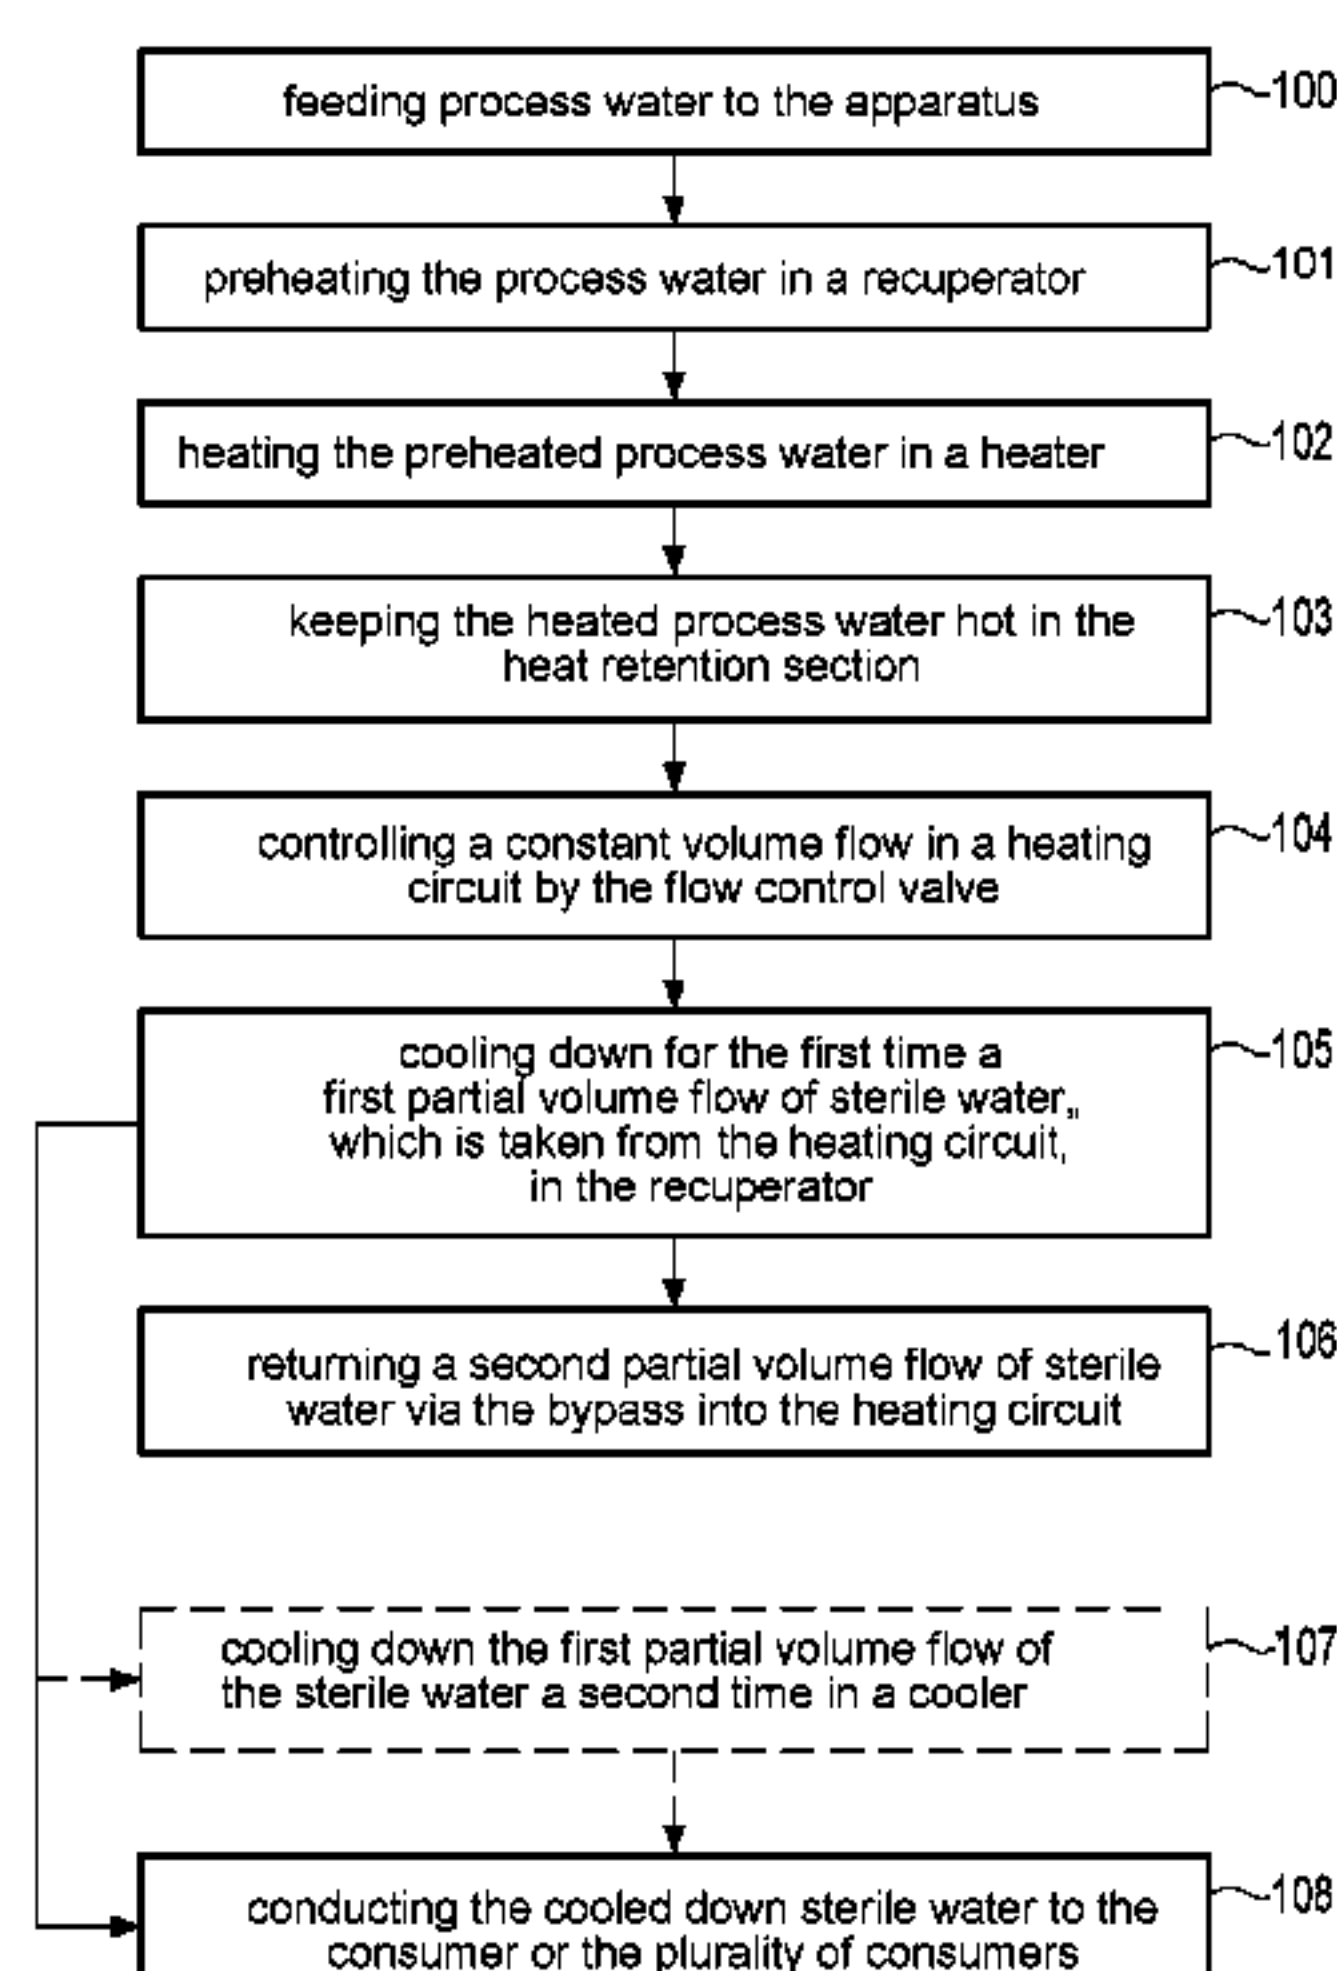 feeding process water to the apparatus
100
preheating the process water in a recuperator
101
heating the preheated process water in a heater
102
keeping the heated process water hot in the
heat retention section
103
controlling a constant volume flow in a heating
circuit by the flow control valve
104
cooling down for the first time a
first partial volume flow of sterile water,,
which is taken from the heating circuit,
in the recuperator
105
returning a second partial volume flow of sterile
water via the bypass into the heating circuit
106
cooling down the first partial volume flow of
the sterile water a second time in a cooler
107
conducting the cooled down sterile water to the
consumer or the plurality of consumers
108